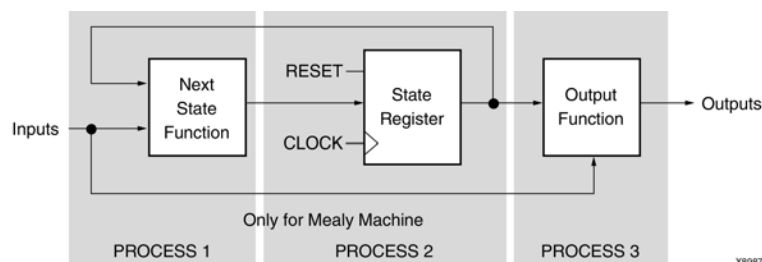 Inputs
Next
State
Function
RESET
CLOCK
State
Register
Output
Function
Outputs
Only for Mealy Machine
PROCESS 1
PROCESS 2
PROCESS 3
X8987